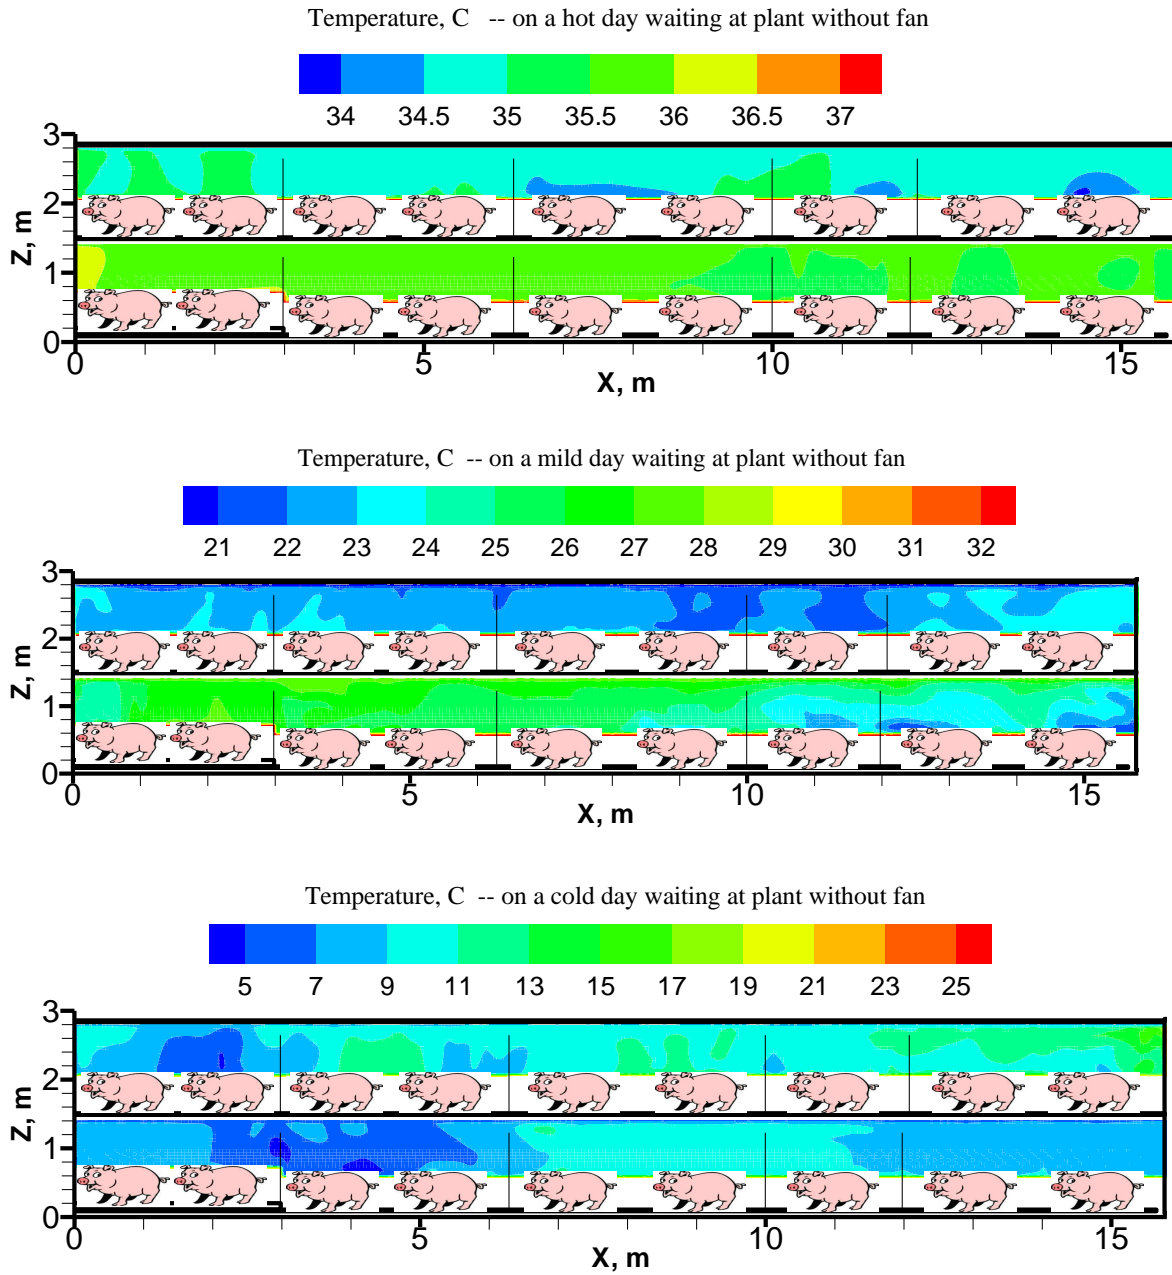 Temperature, C -- on a hot day waiting at plant without fan
34 34.5 35 35.5 36 36.5 37
3
2
1
0
Z, m
0 5 10 15
X, m
Temperature, C -- on a mild day waiting at plant without fan
21 22 23 24 25 26 27 28 29 30 31 32
3
2
1
0
Z, m
0 5 10 15
X, m
Temperature, C -- on a cold day waiting at plant without fan
5 7 9 11 13 15 17 19 21 23 25
3
2
1
0
Z, m
0 5 10 15
X, m